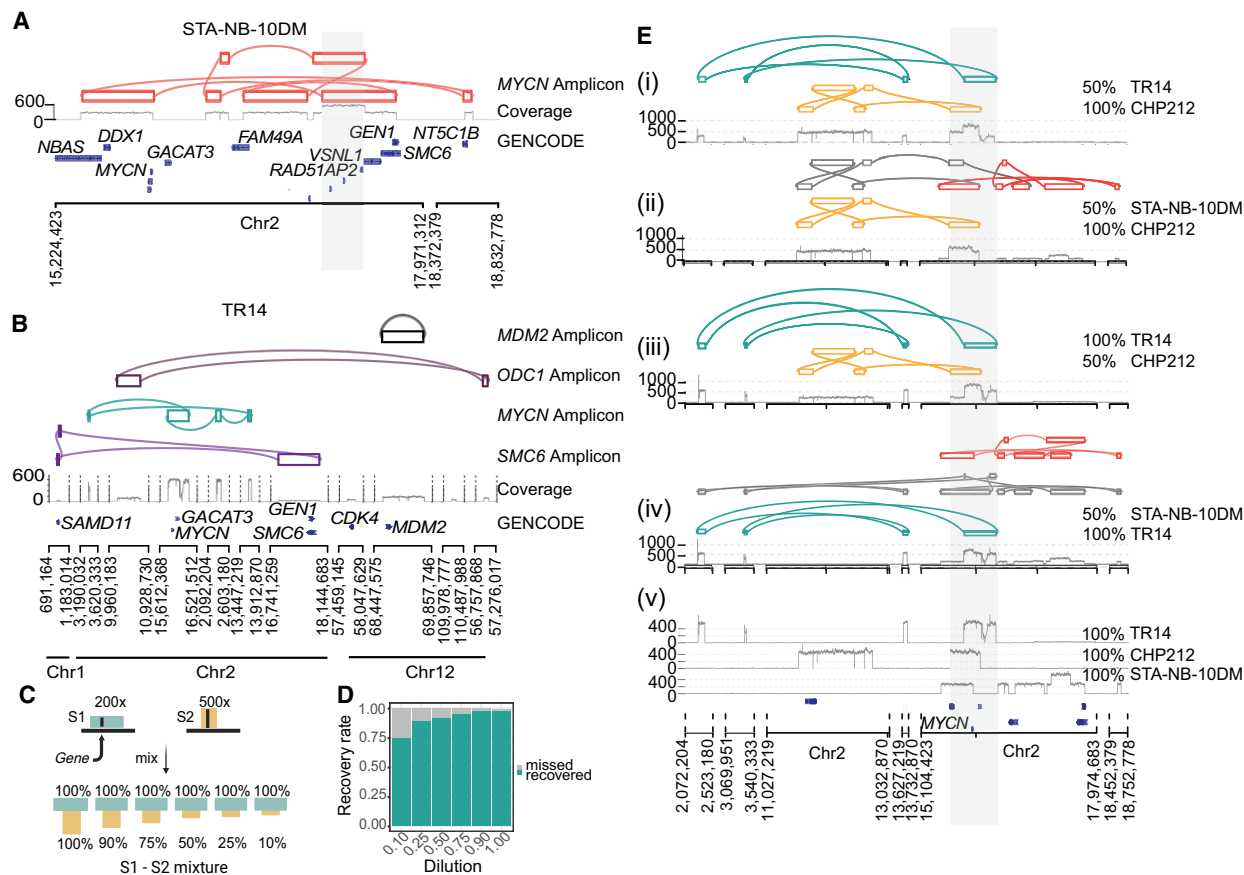 A
STA-NB-10DM
MYCN Amplicon
600
0
Coverage
GENCODE
NBAS
DDX1
MYCN
GACAT3
FAM49A
RAD51AP2
VSNL1
GEN1
SMC6
NT5C1B
Chr2
15,224,423
17,971,312
18,372,379
18,832,778
B
TR14
MDM2 Amplicon
ODC1 Amplicon
MYCN Amplicon
SMC6 Amplicon
600
0
Coverage
GENCODE
SAMD11
GACAT3
MYCN
GEN1
SMC6
CDK4
MDM2
691,164
1,183,014
3,190,032
3,620,333
9,960,183
10,928,730
15,612,368
16,521,512
2,092,204
2,603,180
13,447,219
13,912,870
16,741,259
18,144,683
57,459,145
58,047,629
68,447,575
69,857,746
109,978,777
110,487,988
56,757,868
57,276,017
Chr1
Chr2
Chr12
C
S1
200x
S2
500x
Gene
mix
100% 100% 100% 100% 100% 100%
100% 90% 75% 50% 25% 10%
S1 - S2 mixture
D
Recovery rate
1.00
0.75
0.50
0.25
0.00
0.10 0.25 0.50 0.75 0.90 1.00
Dilution
missed
recovered
E
(i)
50% TR14
100% CHP212
1000
500
0
(ii)
50% STA-NB-10DM
100% CHP212
1000
500
0
(iii)
100% TR14
50% CHP212
1000
500
0
(iv)
50% STA-NB-10DM
100% TR14
1000
500
0
(v)
400
0
100% TR14
400
0
100% CHP212
400
0
100% STA-NB-10DM
MYCN
Chr2
Chr2
2,072,204
2,523,180
3,069,951
3,540,333
11,027,219
13,032,870
13,627,219
13,732,870
15,104,423
17,974,683
18,452,379
18,752,778